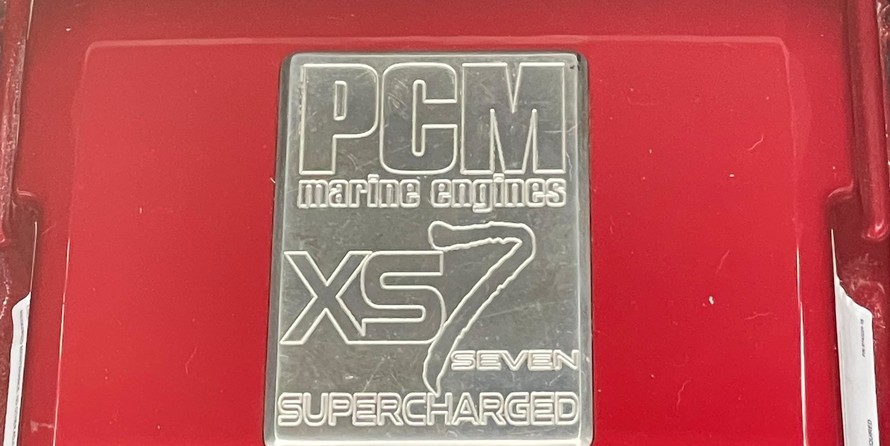 PCM
marine engines
XS7
SEVEN
SUPERCHARGED